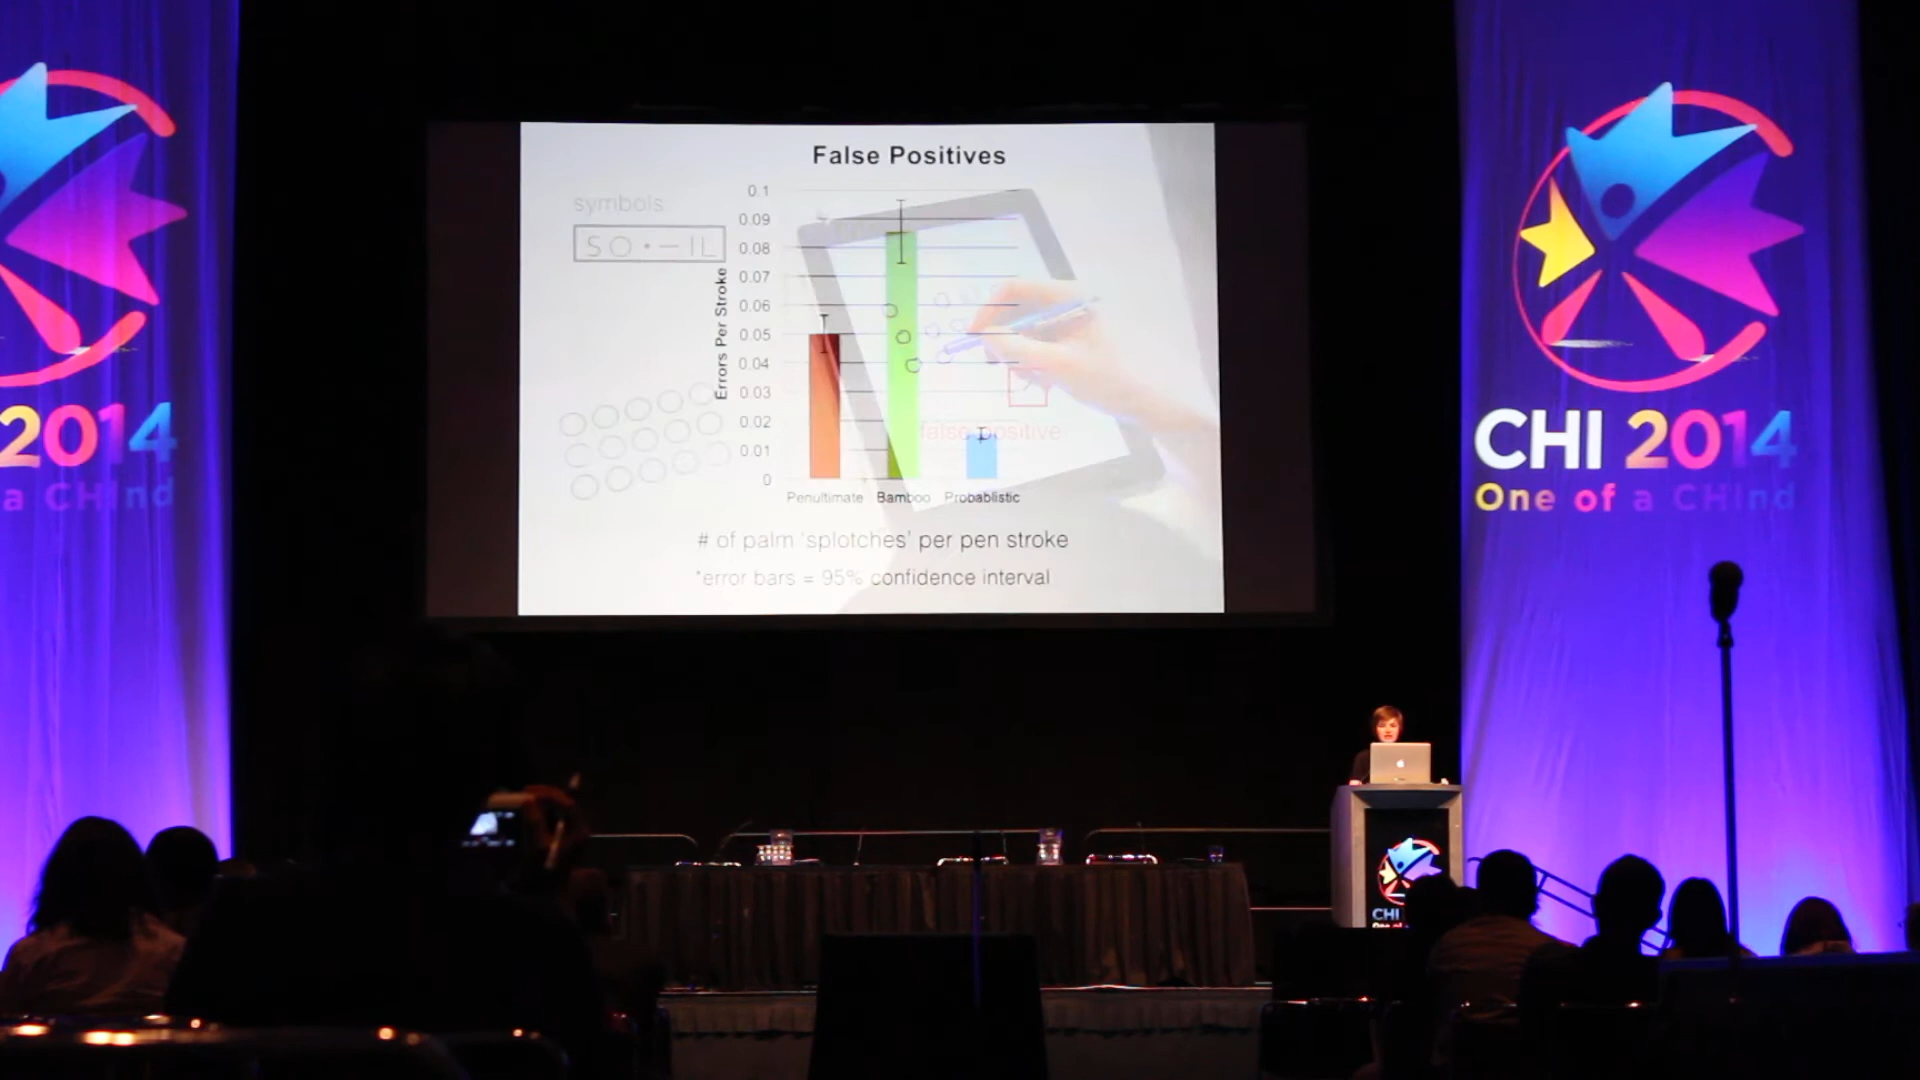 False Positives
symbols:
SO•—IL
Errors Per Stroke
0.1
0.09
0.08
0.07
0.06
0.05
0.04
0.03
0.02
0.01
0
false positive
Penultimate Bamboo Probablistic
# of palm 'splotches' per pen stroke
*error bars = 95% confidence interval
2014
a CHInd
CHI 2014
One of a CHInd
CHI
One of